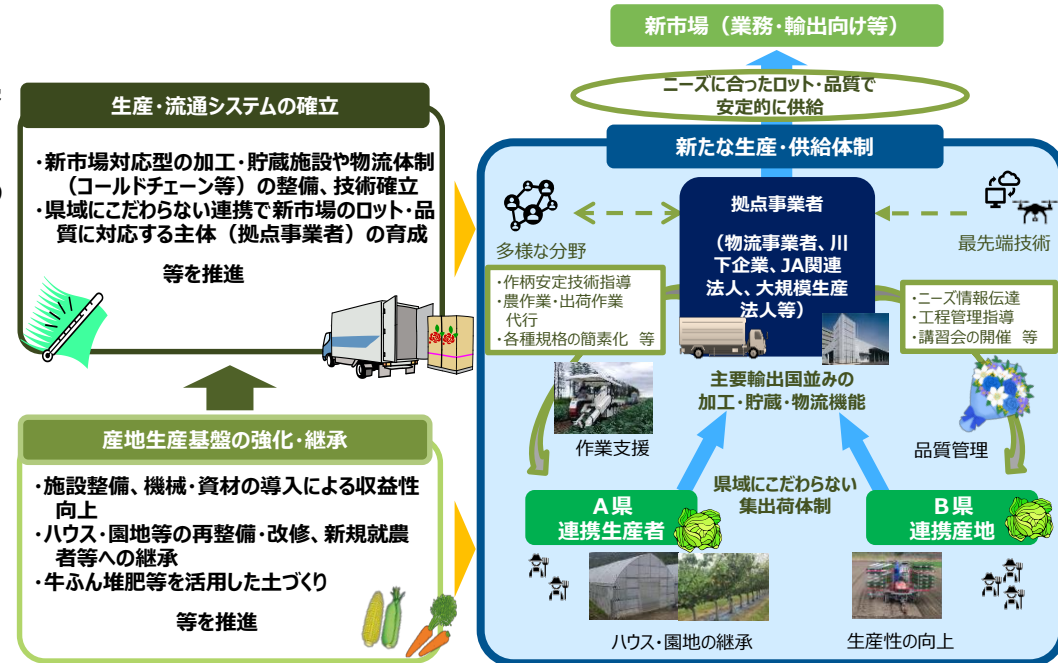 新市場(業務・輸出向け等)
ニーズに合ったロット・品質で
安定的に供給
生産・流通システムの確立
・新市場対応型の加工・貯蔵施設や物流体制
(コールドチェーン等)の整備、技術確立
・県域にこだわらない連携で新市場のロット・品
質に対応する主体(拠点事業者)の育成
等を推進
産地生産基盤の強化・継承
・施設整備、機械・資材の導入による収益性
向上
・ハウス・園地等の再整備・改修、新規就農
者等への継承
・牛ふん堆肥等を活用した土づくり
等を推進
新たな生産・供給体制
多様な分野
拠点事業者
(物流事業者、川
下企業、JA関連
法人、大規模生産
法人等)
最先端技術
・作柄安定技術指導
・農作業・出荷作業
代行
・各種規格の簡素化 等
・ニーズ情報伝達
・工程管理指導
・講習会の開催 等
主要輸出国並みの
加工・貯蔵・物流機能
作業支援
品質管理
県域にこだわらない
集出荷体制
A県
連携生産者
B県
連携産地
ハウス・園地の継承
生産性の向上